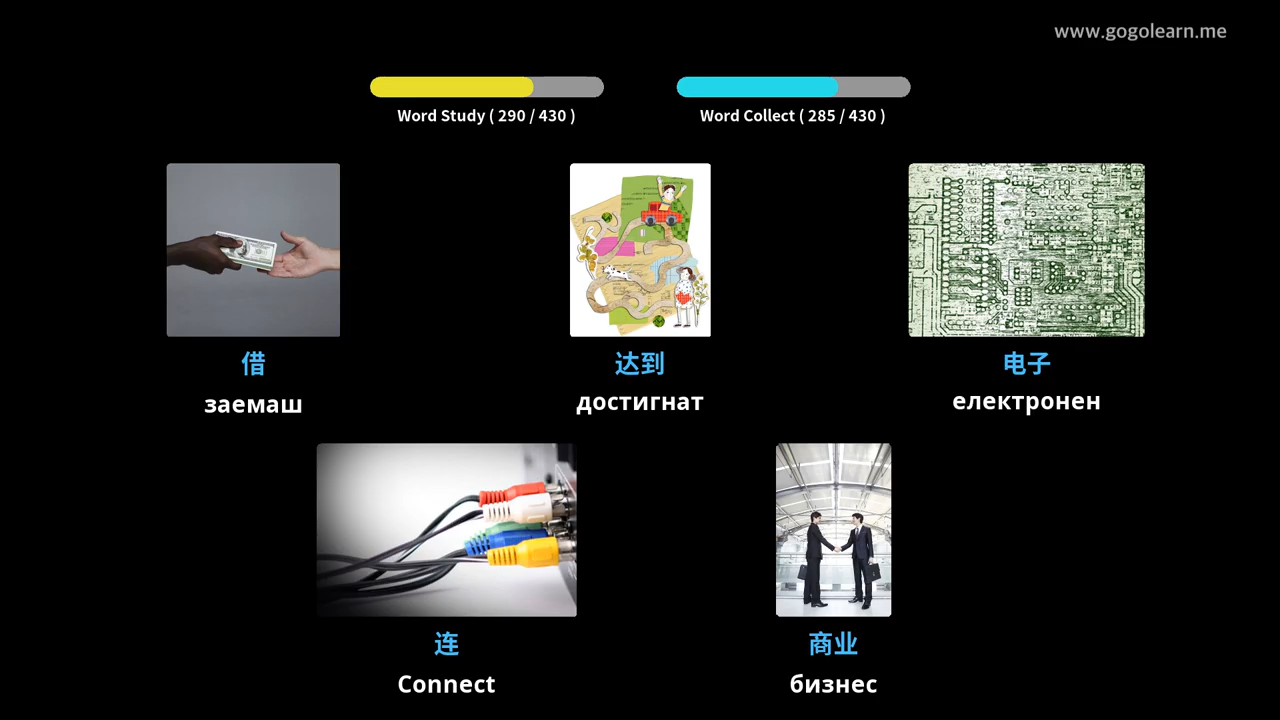 www.gogolearn.me
Word Study ( 290 / 430 )
Word Collect ( 285 / 430 )
借
заемаш
达到
достигнат
电子
електронен
连
Connect
商业
бизнес